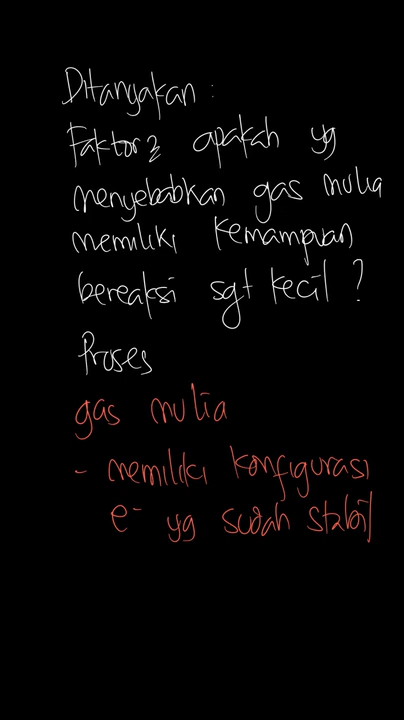 Ditanyakan :
Faktor2 apakah yg
menyebabkan gas mulia
memiliki kemampuan
bereaksi sgt kecil ?
Proses
gas mulia
- memiliki konfigurasi
e⁻ yg sudah stabil